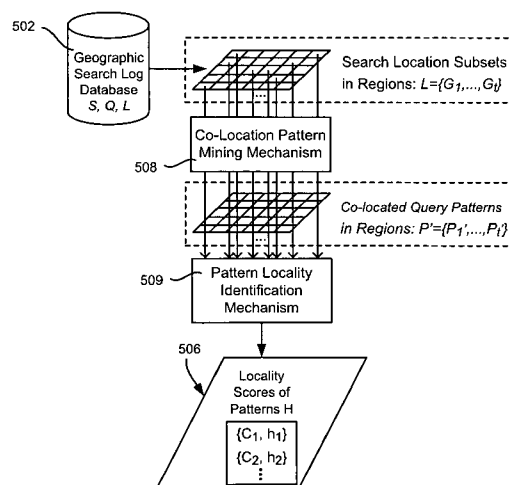 502
Geographic
Search Log
Database
S, Q, L
Search Location Subsets
in Regions: L={G1,...,Gt}
...
Co-Location Pattern
Mining Mechanism
508
Co-located Query Patterns
in Regions: P'={P1',...,Pt'}
...
509
Pattern Locality
Identification
Mechanism
506
Locality
Scores of
Patterns H
{C1, h1}
{C2, h2}
⋮